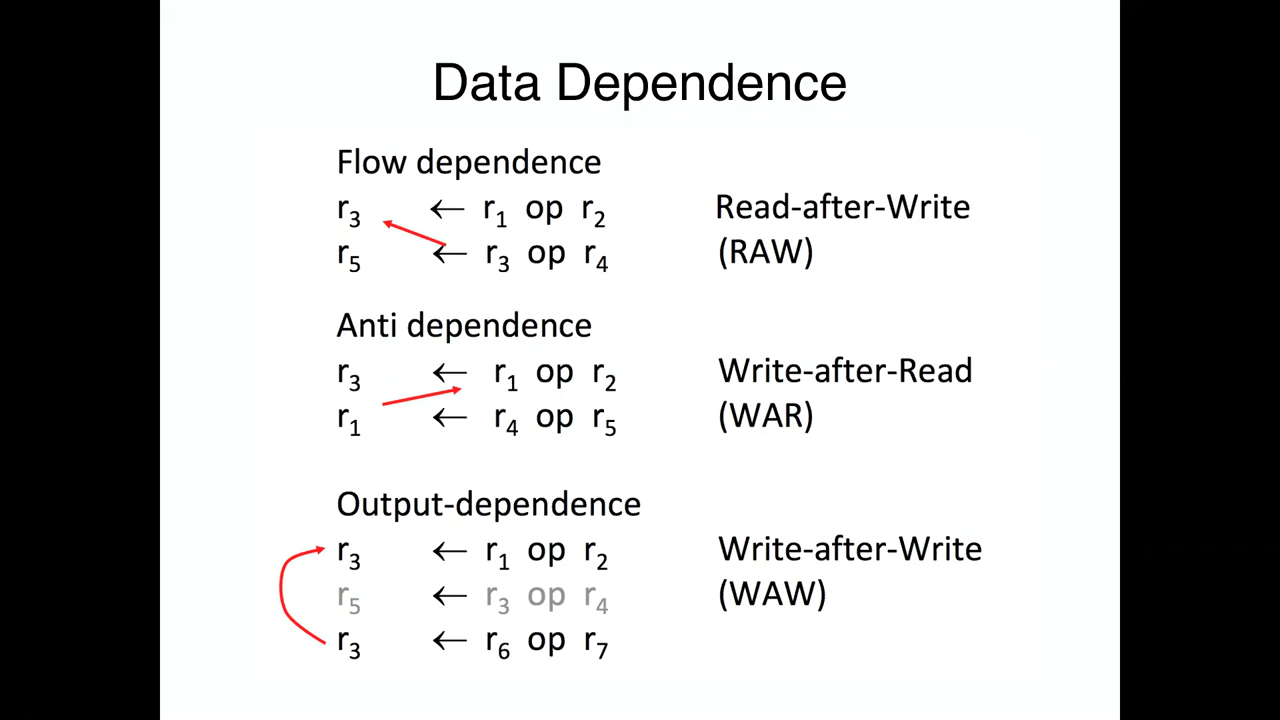 Data Dependence
Flow dependence
r₃ ← r₁ op r₂ Read-after-Write
r₅ ← r₃ op r₄ (RAW)
Anti dependence
r₃ ← r₁ op r₂ Write-after-Read
r₁ ← r₄ op r₅ (WAR)
Output-dependence
r₃ ← r₁ op r₂ Write-after-Write
r₅ ← r₃ op r₄ (WAW)
r₃ ← r₆ op r₇